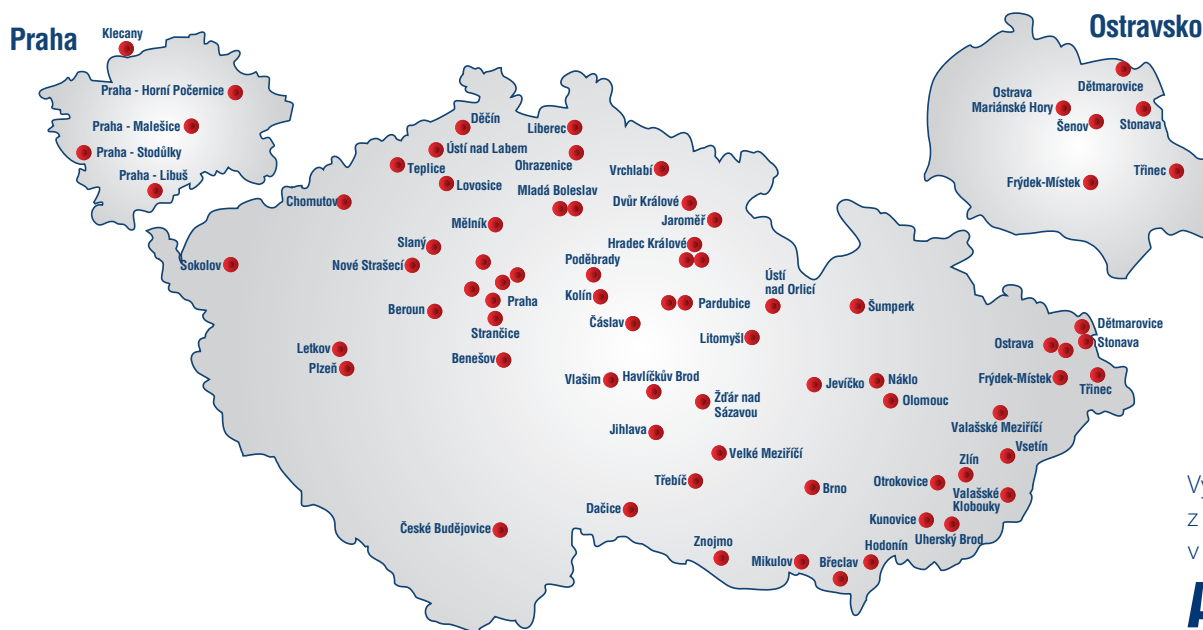 Praha
Klecany
Praha - Horní Počernice
Praha - Malešice
Praha - Stodůlky
Praha - Libuš
Ostravsko
Dětmarovice
Ostrava
Mariánské Hory
Šenov
Stonava
Třinec
Frýdek-Místek
Děčín
Liberec
Ústí nad Labem
Ohrazenice
Teplice
Vrchlabí
Lovosice
Mladá Boleslav
Chomutov
Dvůr Králové
Jaroměř
Mělník
Slaný
Hradec Králové
Sokolov
Nové Strašecí
Poděbrady
Ústí
nad Orlicí
Kolín
Praha
Pardubice
Šumperk
Beroun
Strančice
Čáslav
Litomyšl
Dětmarovice
Ostrava
Stonava
Letkov
Plzeň
Benešov
Vlašim
Havlíčkův Brod
Jevíčko
Náklo
Frýdek-Místek
Třinec
Žďár nad
Sázavou
Olomouc
Valašské Meziříčí
Jihlava
Vsetín
Velké Meziříčí
Zlín
Třebíč
Brno
Otrokovice
Valašské
Klobouky
Dačice
Kunovice
České Budějovice
Uherský Brod
Znojmo
Mikulov
Břeclav
Hodonín
Vy
z
v